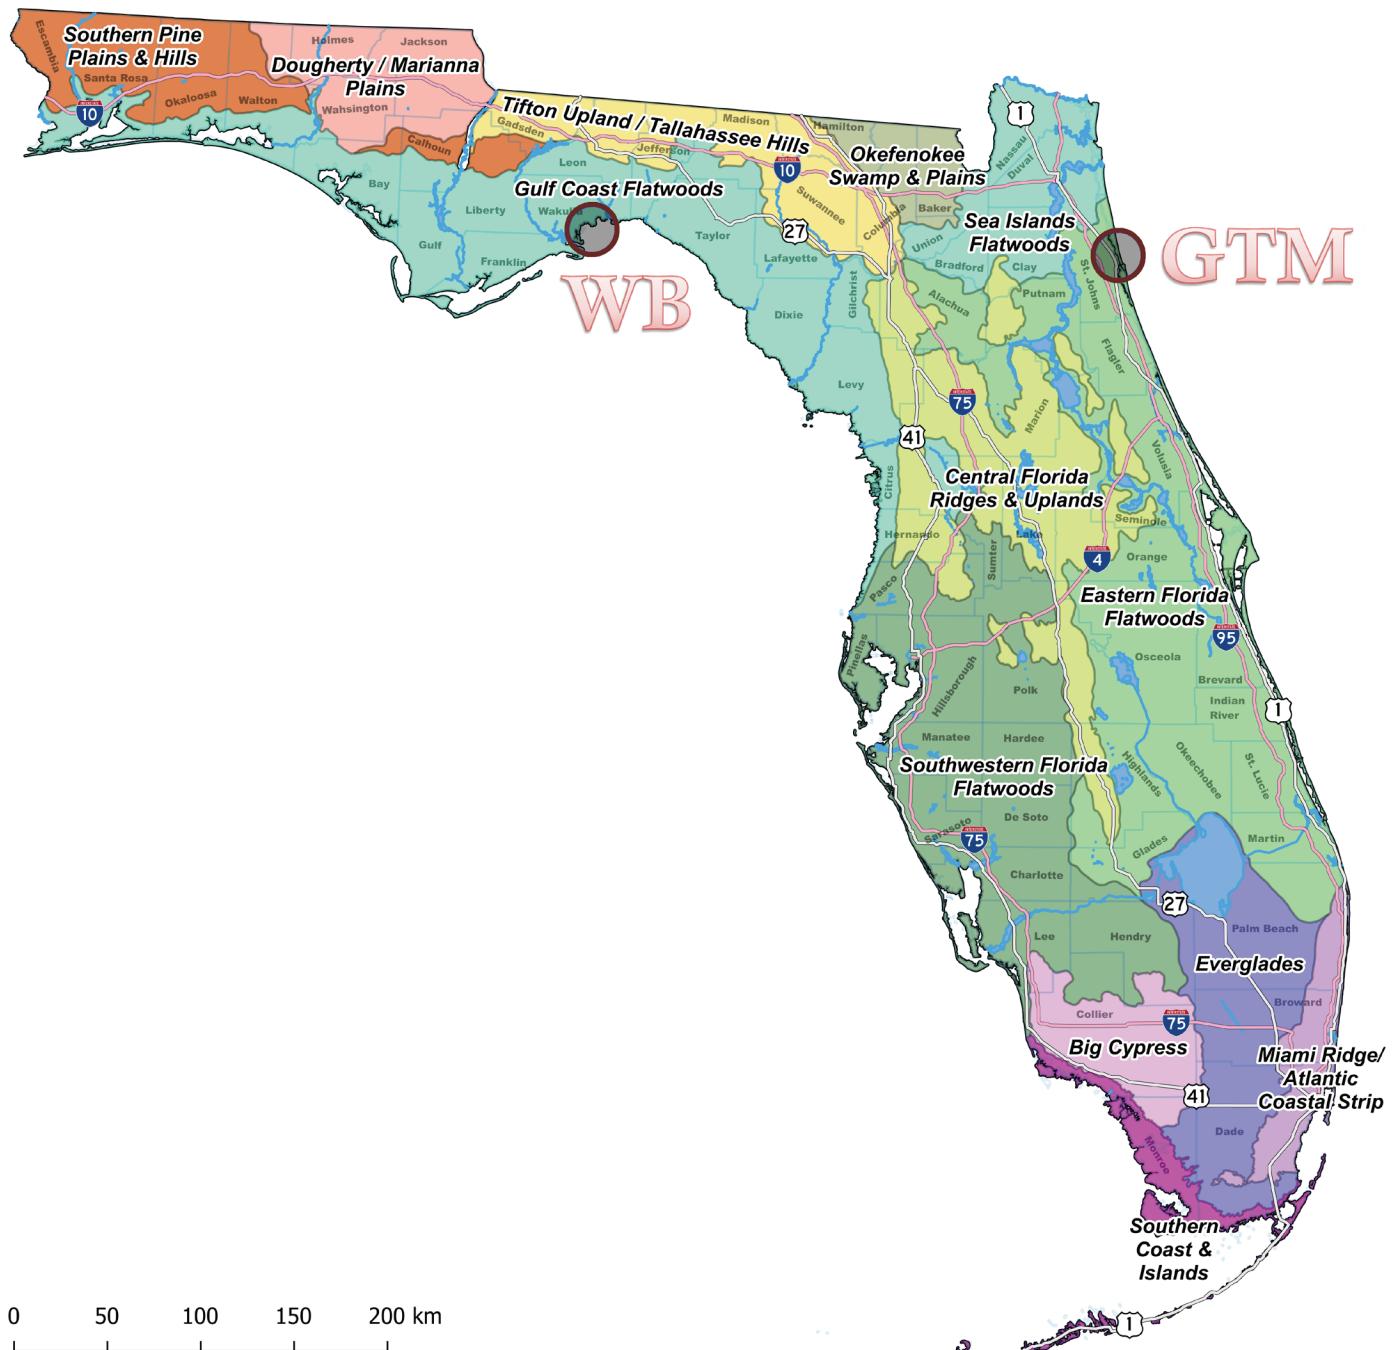 Southern Pine
Plains & Hills
Escambia
Santa Rosa
Okaloosa
Walton
10
Holmes
Jackson
Dougherty / Marianna
Plains
Wahsington
Calhoun
Tifton Upland / Tallahassee Hills
Gadsden
Madison
Hamilton
Jefferson
Leon
10
Okefenokee
Swamp & Plains
1
Nassau
Duval
Gulf Coast Flatwoods
Bay
Liberty
Wakulla
Gulf
Franklin
Taylor
27
Suwannee
Columbia
Baker
Lafayette
Sea Islands
Flatwoods
Union
Bradford
Clay
St. Johns
WB
GTM
Dixie
Gilchrist
Alachua
Putnam
Flagler
Levy
75
Marion
41
Volusia
Citrus
Central Florida
Ridges & Uplands
Seminole
Hernando
Lake
Sumter
4
Orange
Pasco
Eastern Florida
Flatwoods
95
Pinellas
Hillsborough
Polk
Osceola
Brevard
Indian
River
1
Manatee
Hardee
Southwestern Florida
Flatwoods
Highlands
Okeechobee
St. Lucie
De Soto
Sarasoto
75
Glades
Martin
Charlotte
27
Lee
Hendry
Palm Beach
Everglades
Broward
Collier
75
Big Cypress
Miami Ridge/
Atlantic
Coastal Strip
41
Dade
Monroe
Southern
Coast &
Islands
1
0 50 100 150 200 km